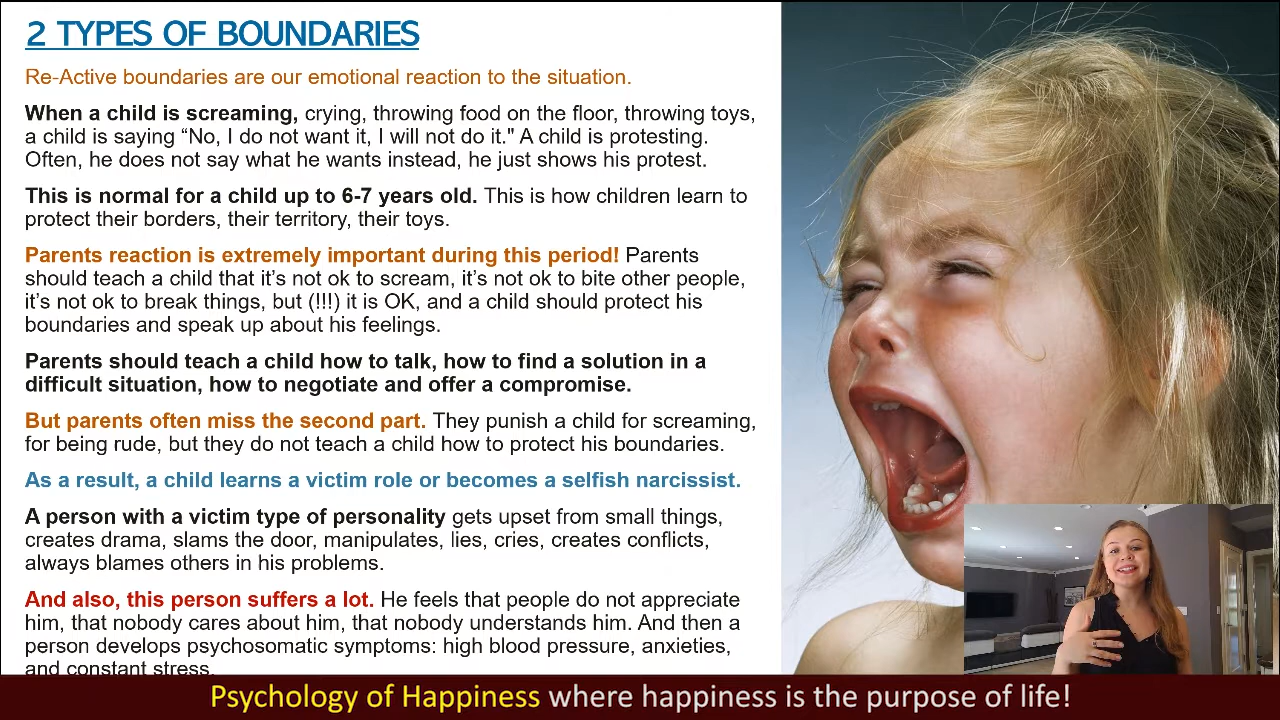 2 TYPES OF BOUNDARIES
Re-Active boundaries are our emotional reaction to the situation.
When a child is screaming, crying, throwing food on the floor, throwing toys,
a child is saying “No, I do not want it, I will not do it." A child is protesting.
Often, he does not say what he wants instead, he just shows his protest.
This is normal for a child up to 6-7 years old. This is how children learn to
protect their borders, their territory, their toys.
Parents reaction is extremely important during this period! Parents
should teach a child that it’s not ok to scream, it’s not ok to bite other people,
it’s not ok to break things, but (!!!) it is OK, and a child should protect his
boundaries and speak up about his feelings.
Parents should teach a child how to talk, how to find a solution in a
difficult situation, how to negotiate and offer a compromise.
But parents often miss the second part. They punish a child for screaming,
for being rude, but they do not teach a child how to protect his boundaries.
As a result, a child learns a victim role or becomes a selfish narcissist.
A person with a victim type of personality gets upset from small things,
creates drama, slams the door, manipulates, lies, cries, creates conflicts,
always blames others in his problems.
And also, this person suffers a lot. He feels that people do not appreciate
him, that nobody cares about him, that nobody understands him. And then a
person develops psychosomatic symptoms: high blood pressure, anxieties,
and constant stress.
Psychology of Happiness where happiness is the purpose of life!